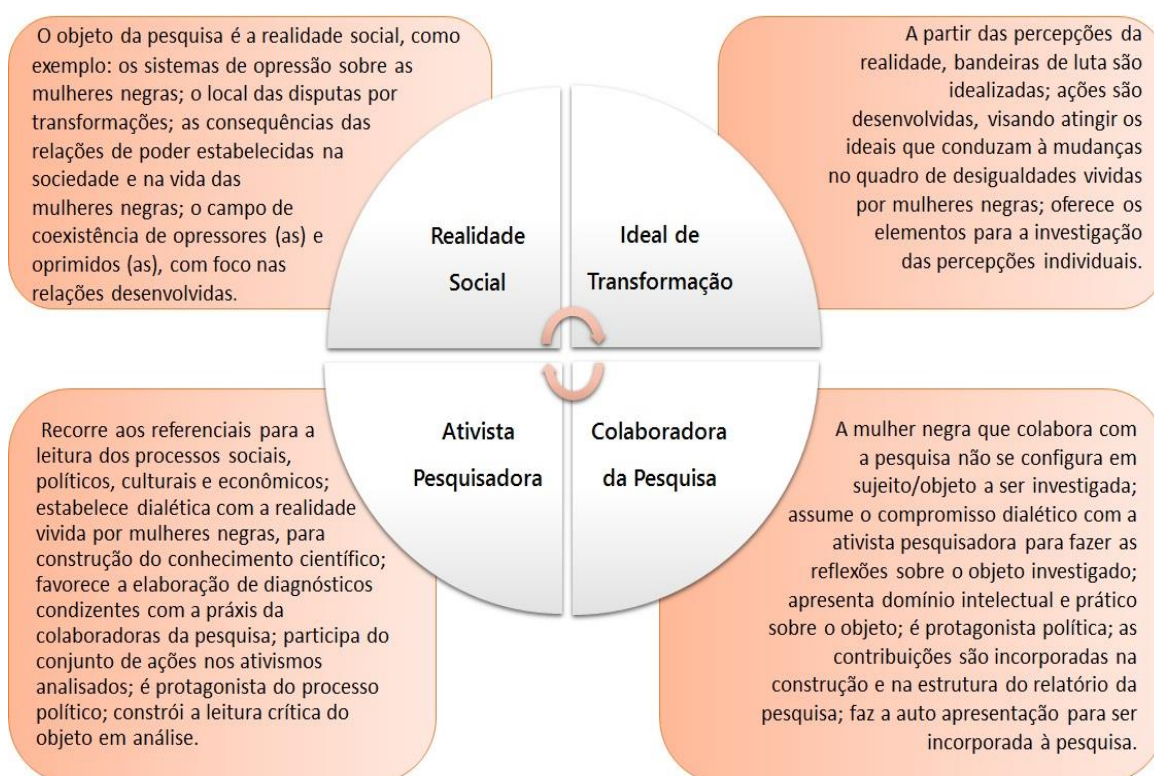 O objeto da pesquisa é a realidade social, como
exemplo: os sistemas de opressão sobre as
mulheres negras; o local das disputas por
transformações; as consequências das
relações de poder estabelecidas na
sociedade e na vida das
mulheres negras; o campo de
coexistência de opressores (as) e
oprimidos (as), com foco nas
relações desenvolvidas.
A partir das percepções da
realidade, bandeiras de luta são
idealizadas; ações são
desenvolvidas, visando atingir os
ideais que conduzam à mudanças
no quadro de desigualdades vividas
por mulheres negras; oferece os
elementos para a investigação
das percepções individuais.
Realidade
Social
Ideal de
Transformação
Ativista
Pesquisadora
Colaboradora
da Pesquisa
Recorre aos referenciais para a
leitura dos processos sociais,
políticos, culturais e econômicos;
estabelece dialética com a realidade
vivida por mulheres negras, para
construção do conhecimento científico;
favorece a elaboração de diagnósticos
condizentes com a práxis da
colaboradoras da pesquisa; participa do
conjunto de ações nos ativismos
analisados; é protagonista do processo
político; constrói a leitura crítica do
objeto em análise.
A mulher negra que colabora com
a pesquisa não se configura em
sujeito/objeto a ser investigada;
assume o compromisso dialético com a
ativista pesquisadora para fazer as
reflexões sobre o objeto investigado;
apresenta domínio intelectual e prático
sobre o objeto; é protagonista política; as
contribuições são incorporadas na
construção e na estrutura do relatório da
pesquisa; faz a auto apresentação para ser
incorporada à pesquisa.